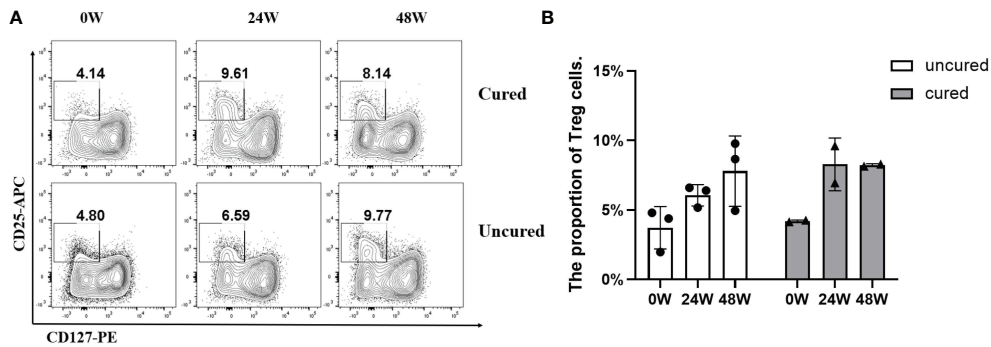 A
0W
24W
48W
4.14
9.61
8.14
Cured
4.80
6.59
9.77
Uncured
CD25-APC
CD127-PE
B
The proportion of Treg cells.
15%
10%
5%
0%
0W
24W
48W
0W
24W
48W
uncured
cured